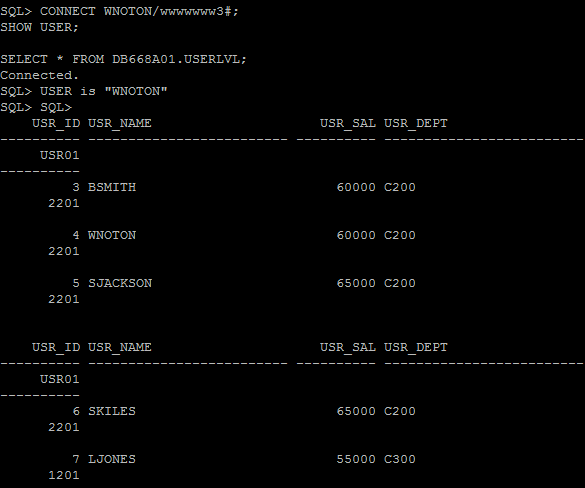 SQL> CONNECT WNOTON/wwwwwww3#;
SHOW USER;
SELECT * FROM DB668A01.USERLVL;
Connected.
SQL> USER is "WNOTON"
SQL> SQL>
USR_ID USR_NAME USR_SAL USR_DEPT
---------- ------------------------- ---------- -------------------------
USR01
----------
3 BSMITH 60000 C200
2201
4 WNOTON 60000 C200
2201
5 SJACKSON 65000 C200
2201
USR_ID USR_NAME USR_SAL USR_DEPT
---------- ------------------------- ---------- -------------------------
USR01
----------
6 SKILES 65000 C200
2201
7 LJONES 55000 C300
1201